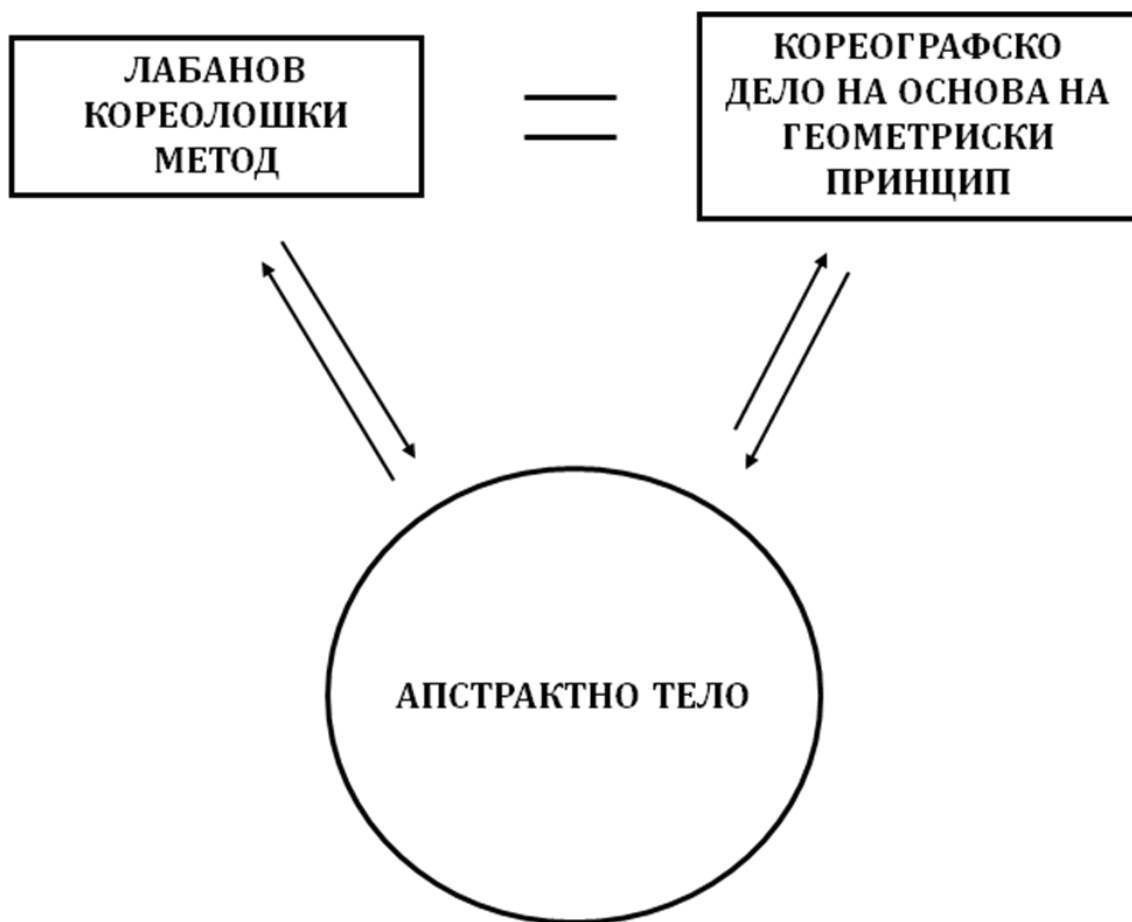 ЛАБАНОВ
КОРЕОЛОШКИ
МЕТОД
=
КОРЕОГРАФСКО
ДЕЛО НА ОСНОВА НА
ГЕОМЕТРИСКИ
ПРИНЦИП
АПСТРАКТНО ТЕЛО